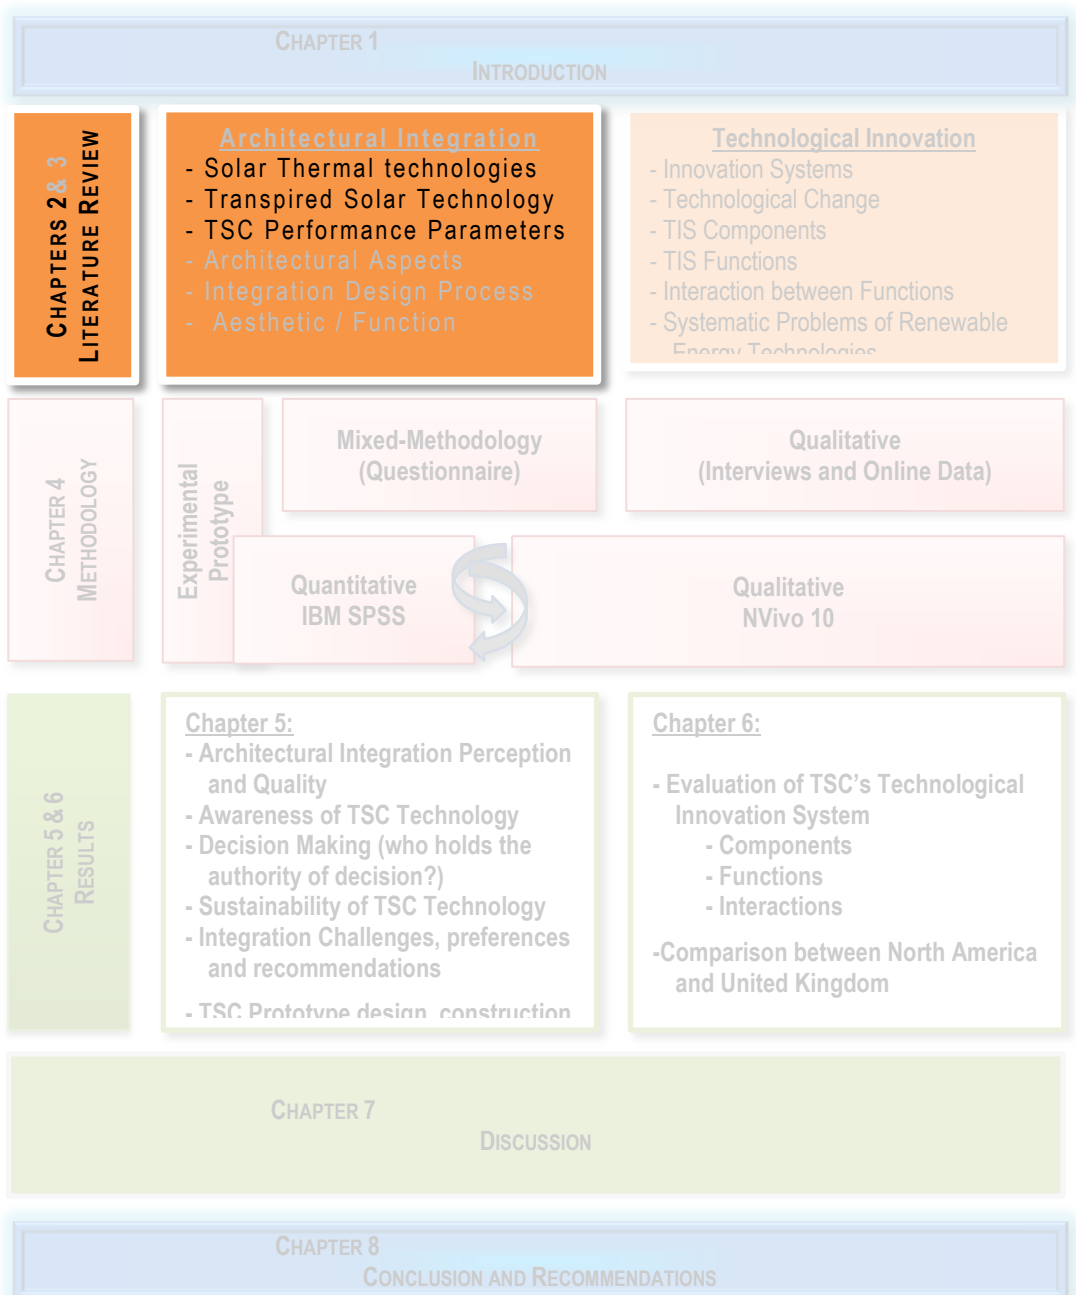 CHAPTER 1
INTRODUCTION
CHAPTERS 2 & 3
LITERATURE REVIEW
Architectural Integration
- Solar Thermal technologies
- Transpired Solar Technology
- TSC Performance Parameters
- Architectural Aspects
- Integration Design Process
- Aesthetic / Function
Technological Innovation
- Innovation Systems
- Technological Change
- TIS Components
- TIS Functions
- Interaction between Functions
- Systematic Problems of Renewable
Energy Technologies
CHAPTER 4
METHODOLOGY
Experimental
Prototype
Mixed-Methodology
(Questionnaire)
Qualitative
(Interviews and Online Data)
Quantitative
IBM SPSS
Qualitative
NVivo 10
CHAPTER 5 & 6
RESULTS
Chapter 5:
- Architectural Integration Perception
and Quality
- Awareness of TSC Technology
- Decision Making (who holds the
authority of decision?)
- Sustainability of TSC Technology
- Integration Challenges, preferences
and recommendations
- TSC Prototype design, construction
Chapter 6:
- Evaluation of TSC's Technological
Innovation System
- Components
- Functions
- Interactions
-Comparison between North America
and United Kingdom
CHAPTER 7
DISCUSSION
CHAPTER 8
CONCLUSION AND RECOMMENDATIONS